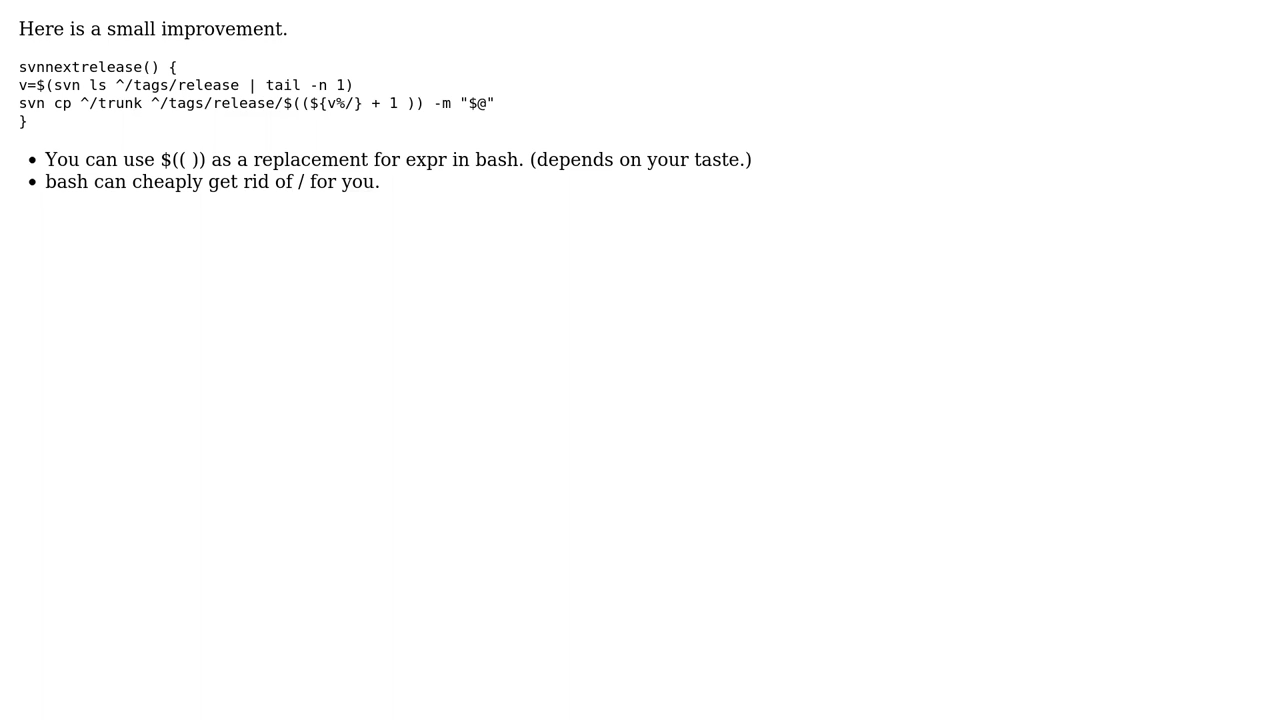 Here is a small improvement.
svnnextrelease() {
v=$(svn ls ^/tags/release | tail -n 1)
svn cp ^/trunk ^/tags/release/$((${v%/} + 1 )) -m "$@"
}
• You can use $(( )) as a replacement for expr in bash. (depends on your taste.)
• bash can cheaply get rid of / for you.